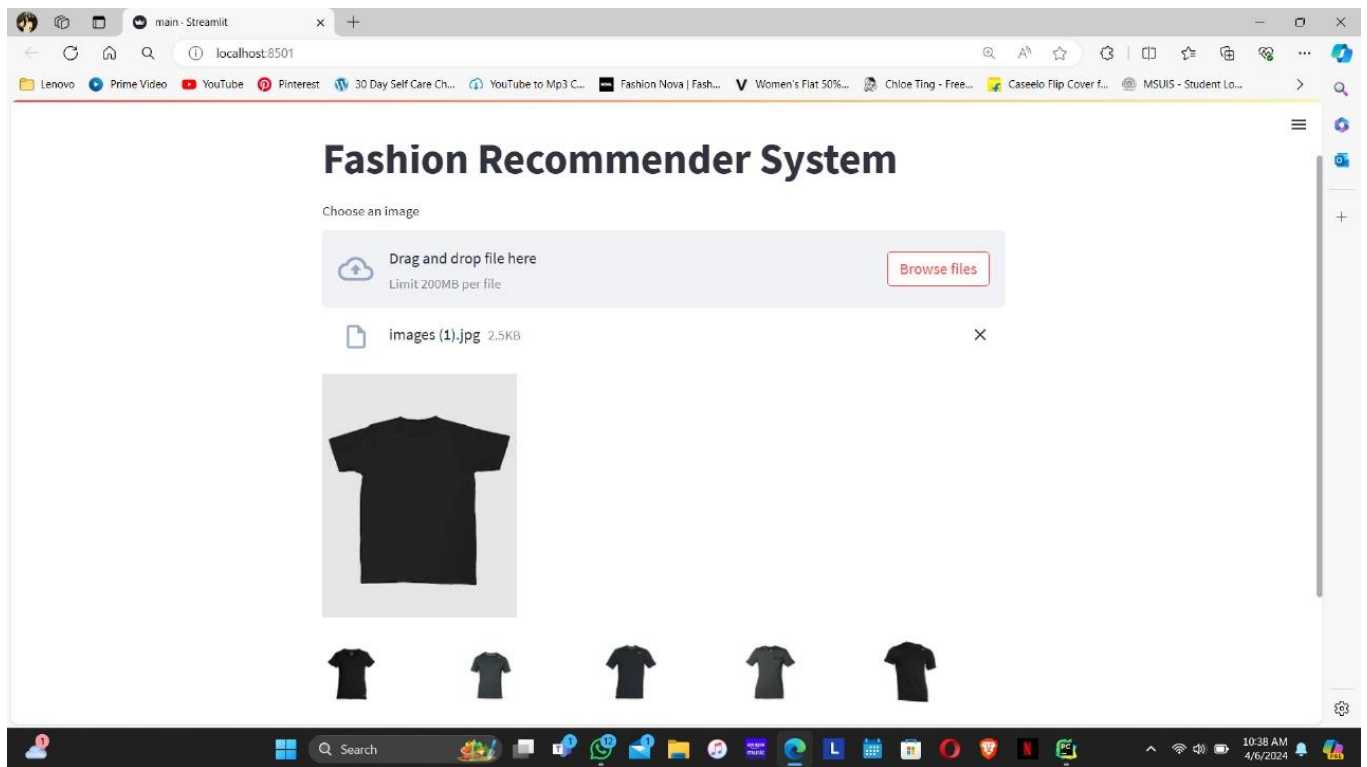 main · Streamlit
localhost:8501
Lenovo Prime Video YouTube Pinterest 30 Day Self Care Ch... YouTube to Mp3 C... Fashion Nova | Fash... Women's Flat 50%... Chloe Ting - Free... Caseelo Flip Cover f... MSUIS - Student Lo...
Fashion Recommender System
Choose an image
Drag and drop file here
Limit 200MB per file
Browse files
images (1).jpg 2.5KB
Search
10:38 AM
4/6/2024